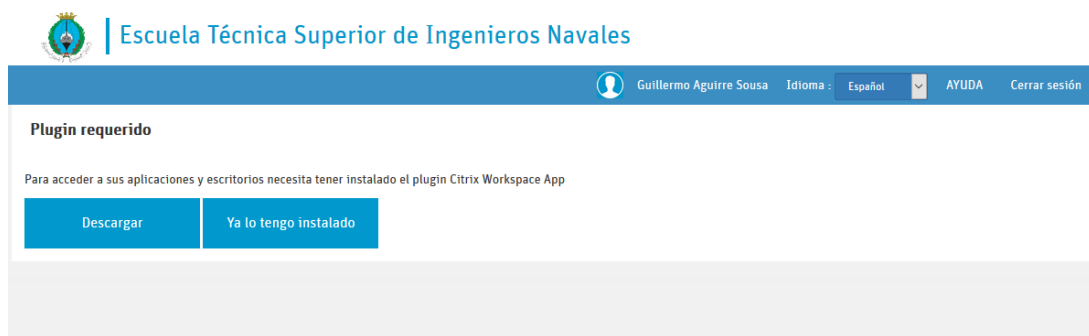 Escuela Técnica Superior de Ingenieros Navales
Guillermo Aguirre Sousa Idioma : Español AYUDA Cerrar sesión
Plugin requerido
Para acceder a sus aplicaciones y escritorios necesita tener instalado el plugin Citrix Workspace App
Descargar Ya lo tengo instalado